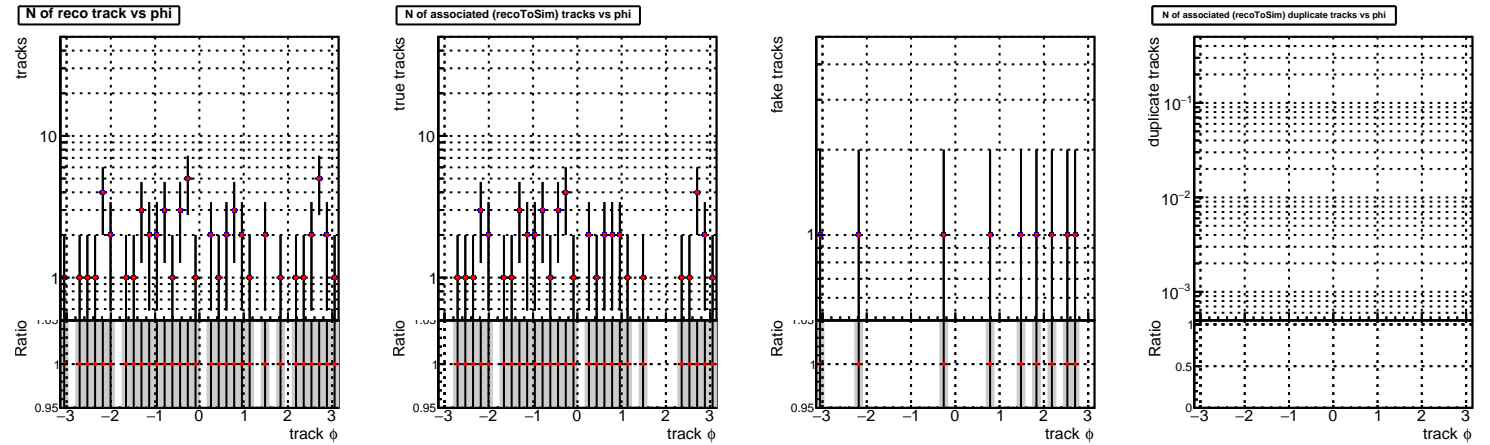 N of reco track vs phi
tracks
10
1
Ratio
1.05
1
0.95
−3 −2 −1 0 1 2 3
track ϕ
N of associated (recoToSim) tracks vs phi
true tracks
10
1
Ratio
1.05
1
0.95
−3 −2 −1 0 1 2 3
track ϕ
fake tracks
1
Ratio
1.05
1
0.95
−3 −2 −1 0 1 2 3
track ϕ
N of associated (recoToSim) duplicate tracks vs phi
duplicate tracks
10−1
10−2
10−3
Ratio
1
0.5
0
−3 −2 −1 0 1 2 3
track ϕ